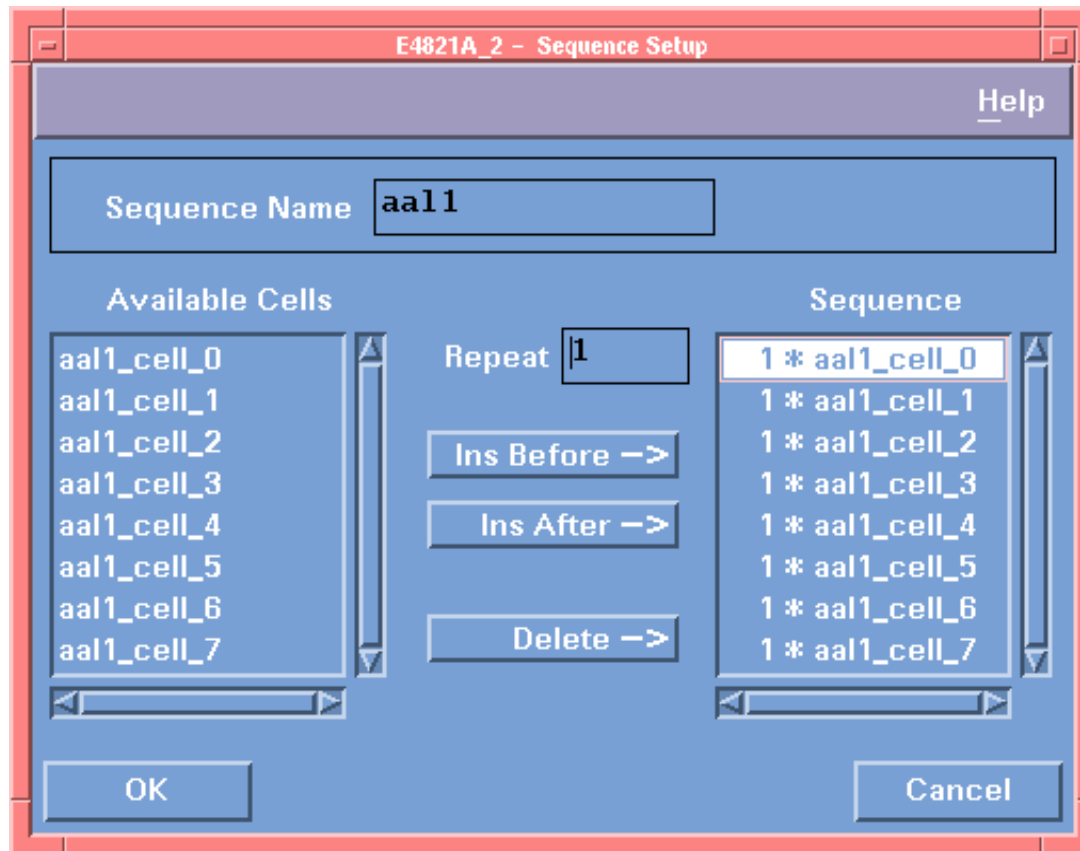 E4821A_2 – Sequence Setup
Help
Sequence Name aal1
Available Cells
aal1_cell_0
aal1_cell_1
aal1_cell_2
aal1_cell_3
aal1_cell_4
aal1_cell_5
aal1_cell_6
aal1_cell_7
Repeat 1
Ins Before –>
Ins After –>
Delete –>
Sequence
1 * aal1_cell_0
1 * aal1_cell_1
1 * aal1_cell_2
1 * aal1_cell_3
1 * aal1_cell_4
1 * aal1_cell_5
1 * aal1_cell_6
1 * aal1_cell_7
OK
Cancel